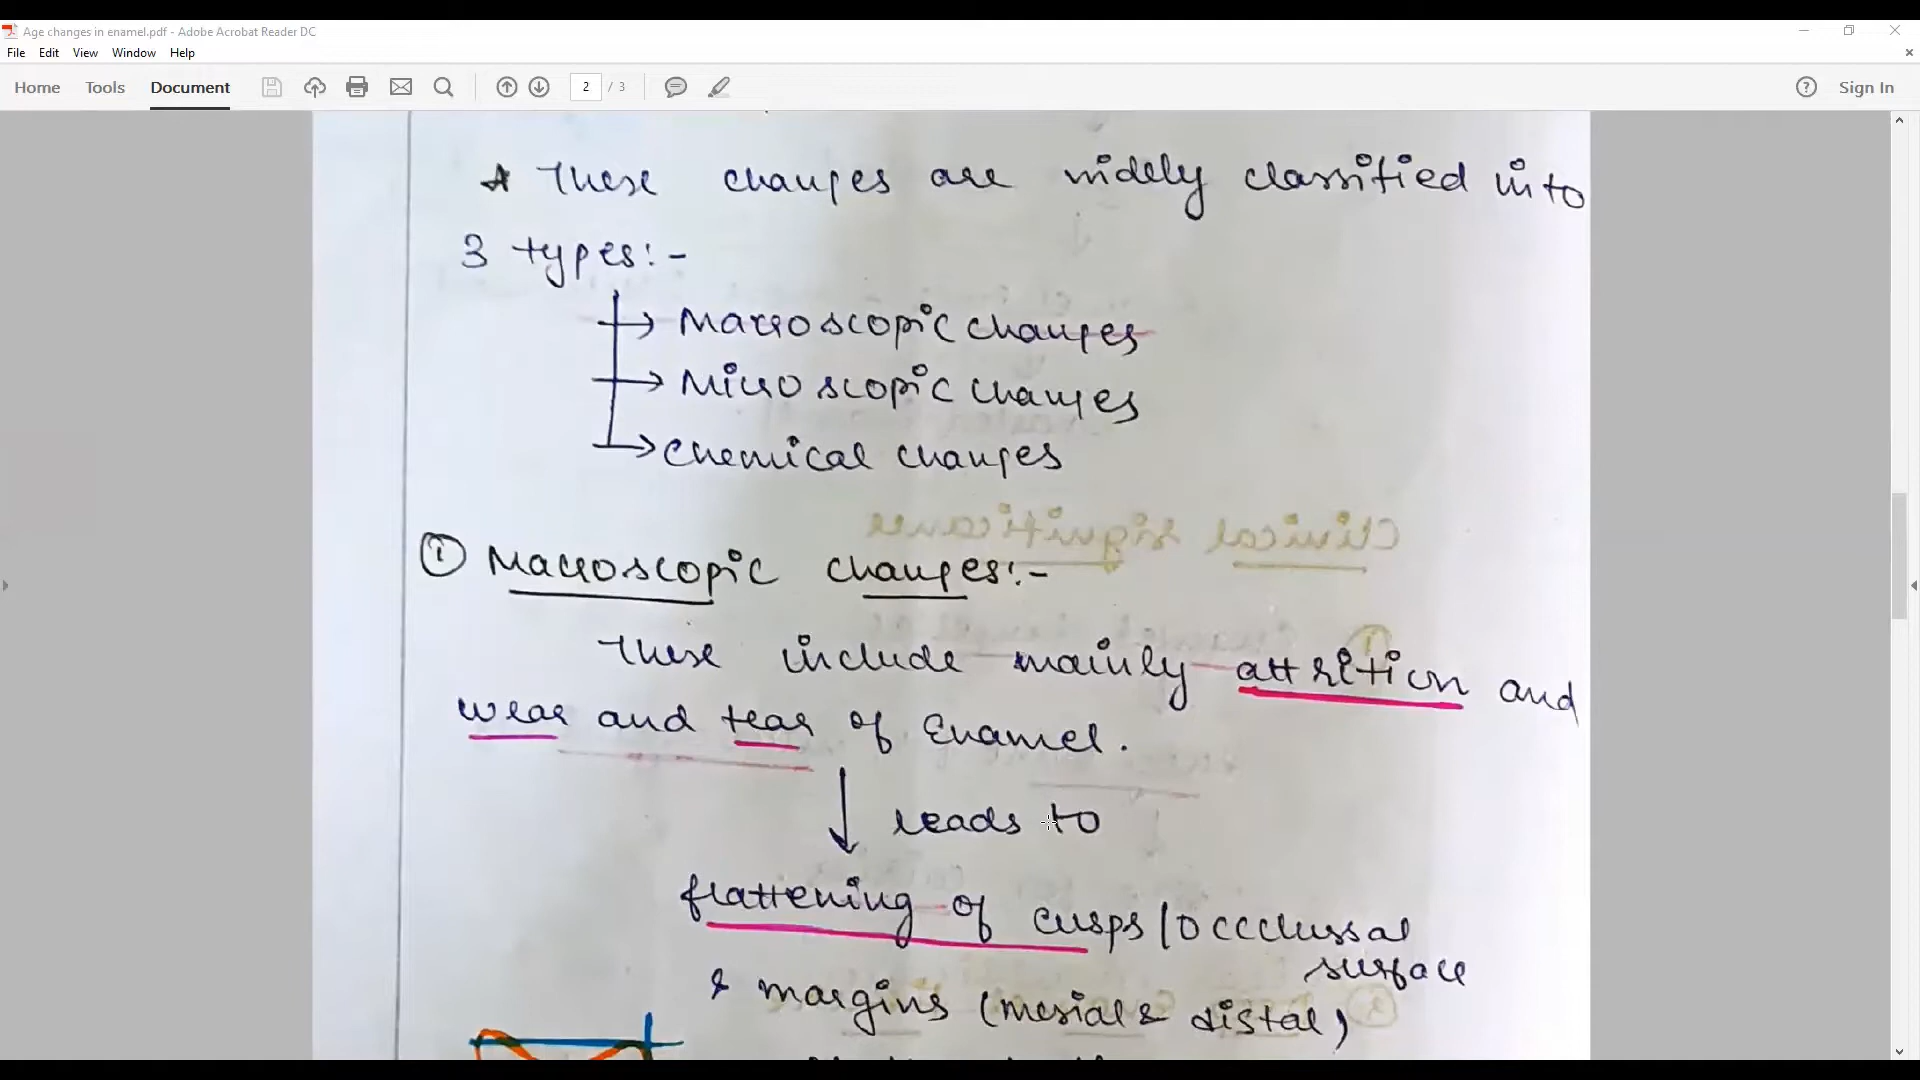 Age changes in enamel.pdf - Adobe Acrobat Reader DC
File Edit View Window Help
Home Tools Document 2 / 3 Sign In
These changes are widely classified into
3 types:-
Macroscopic changes
Microscopic changes
Chemical changes
Clinical significance
① Macroscopic changes:-
These include mainly attrition and
wear and tear of Enamel.
leads to
flattening of cusps/Occclussal
surface
& margins (mesial & distal)